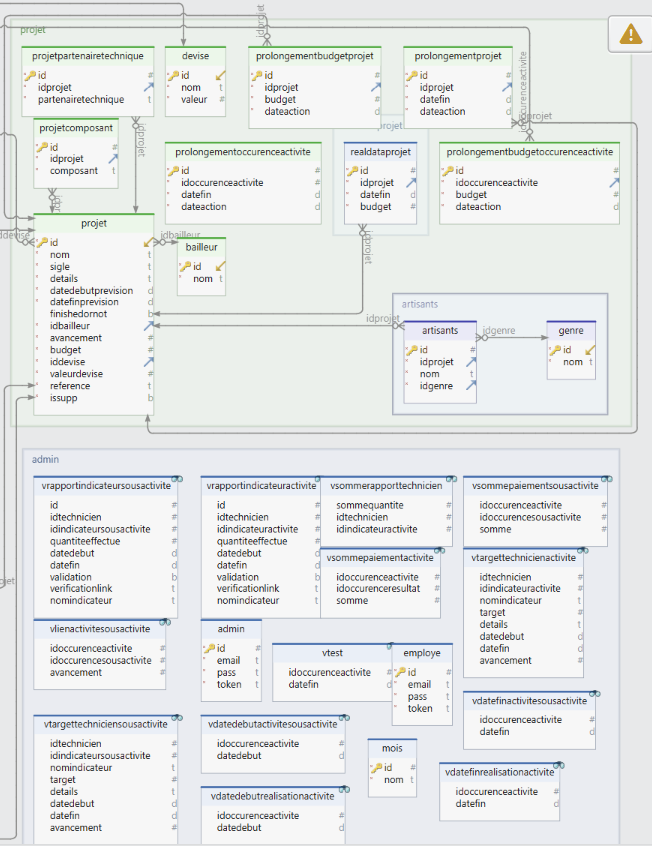 projet
idprojet
projetpartenairetechnique
id #
idprojet
partenairetechnique t
devise
id
nom t
valeur #
prolongementbudgetprojet
id #
idprojet
budget #
dateaction d
prolongementprojet
id #
idprojet
datefin d
dateaction d
idoccurenceactivite
idprojet
projetcomposant
id #
idprojet
composant t
idprojet
prolongementoccurenceactivite
id #
idoccurenceactivite #
datefin d
dateaction d
projet
realdataprojet
id #
idprojet
datefin d
budget #
prolongementbudgetoccurenceactivite
id #
idoccurenceactivite
budget #
dateaction d
iddevise
idpr
projet
id
nom t
sigle t
details t
datedebutprevision d
datefinprevision d
finishedornot b
idbailleur
avancement #
budget #
iddevise
valeurdevise #
reference t
issupp b
idbailleur
bailleur
id
nom t
idprojet
artisants
idprojet
artisants
id #
idprojet
nom t
idgenre
idgenre
genre
id
nom t
admin
vrapportindicateursousactivite
id #
idtechnicien #
idindicateursousactivite #
quantiteeffectue #
datedebut d
datefin d
validation b
verificationlink t
nomindicateur t
vrapportindicateuractivite
id #
idtechnicien #
idindicateuractivite #
quantiteeffectue #
datedebut d
datefin d
validation b
verificationlink t
nomindicateur t
vsommerapporttechnicien
sommequantite #
idtechnicien #
idindicateuractivite #
vsommepaiementsousactivite
idoccurenceactivite #
idoccurencesousactivite #
somme #
vsommepaiementactivite
idoccurenceactivite #
idoccurenceresultat #
somme #
vtargettechnicienactivite
idtechnicien #
idindicateuractivite #
nomindicateur t
target #
details t
datedebut d
datefin d
avancement #
ojet
vlienactivitesousactivite
idoccurenceactivite #
idoccurencesousactivite #
avancement #
admin
id #
email t
pass t
token t
vtest
idoccurenceactivite #
datefin d
employe
id #
email t
pass t
token t
vdatefinactivitesousactivite
idoccurenceactivite #
datefin d
vtargettechniciensousactivite
idtechnicien #
idindicateursousactivite #
nomindicateur t
target #
details t
datedebut d
datefin d
avancement #
vdatedebutactivitesousactivite
idoccurenceactivite #
datedebut d
mois
id #
nom t
vdatefinrealisationactivite
idoccurenceactivite #
datefin d
vdatedebutrealisationactivite
idoccurenceactivite #
datedebut d